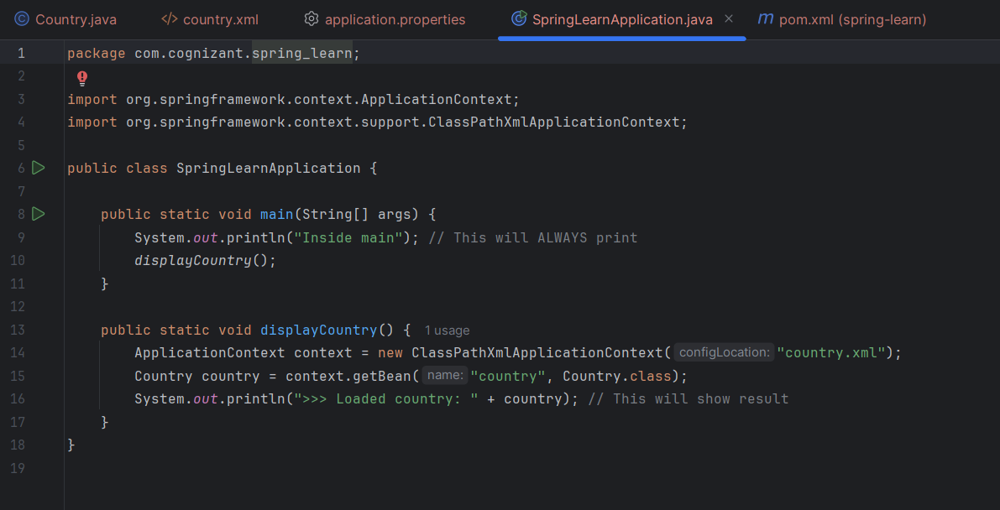 Country.java </> country.xml application.properties SpringLearnApplication.java × m pom.xml (spring-learn)
1 package com.cognizant.spring_learn;
2
3 import org.springframework.context.ApplicationContext;
4 import org.springframework.context.support.ClassPathXmlApplicationContext;
5
6 public class SpringLearnApplication {
7
8 public static void main(String[] args) {
9 System.out.println("Inside main"); // This will ALWAYS print
10 displayCountry();
11 }
12
13 public static void displayCountry() { 1 usage
14 ApplicationContext context = new ClassPathXmlApplicationContext( configLocation: "country.xml");
15 Country country = context.getBean( name: "country", Country.class);
16 System.out.println(">>> Loaded country: " + country); // This will show result
17 }
18 }
19